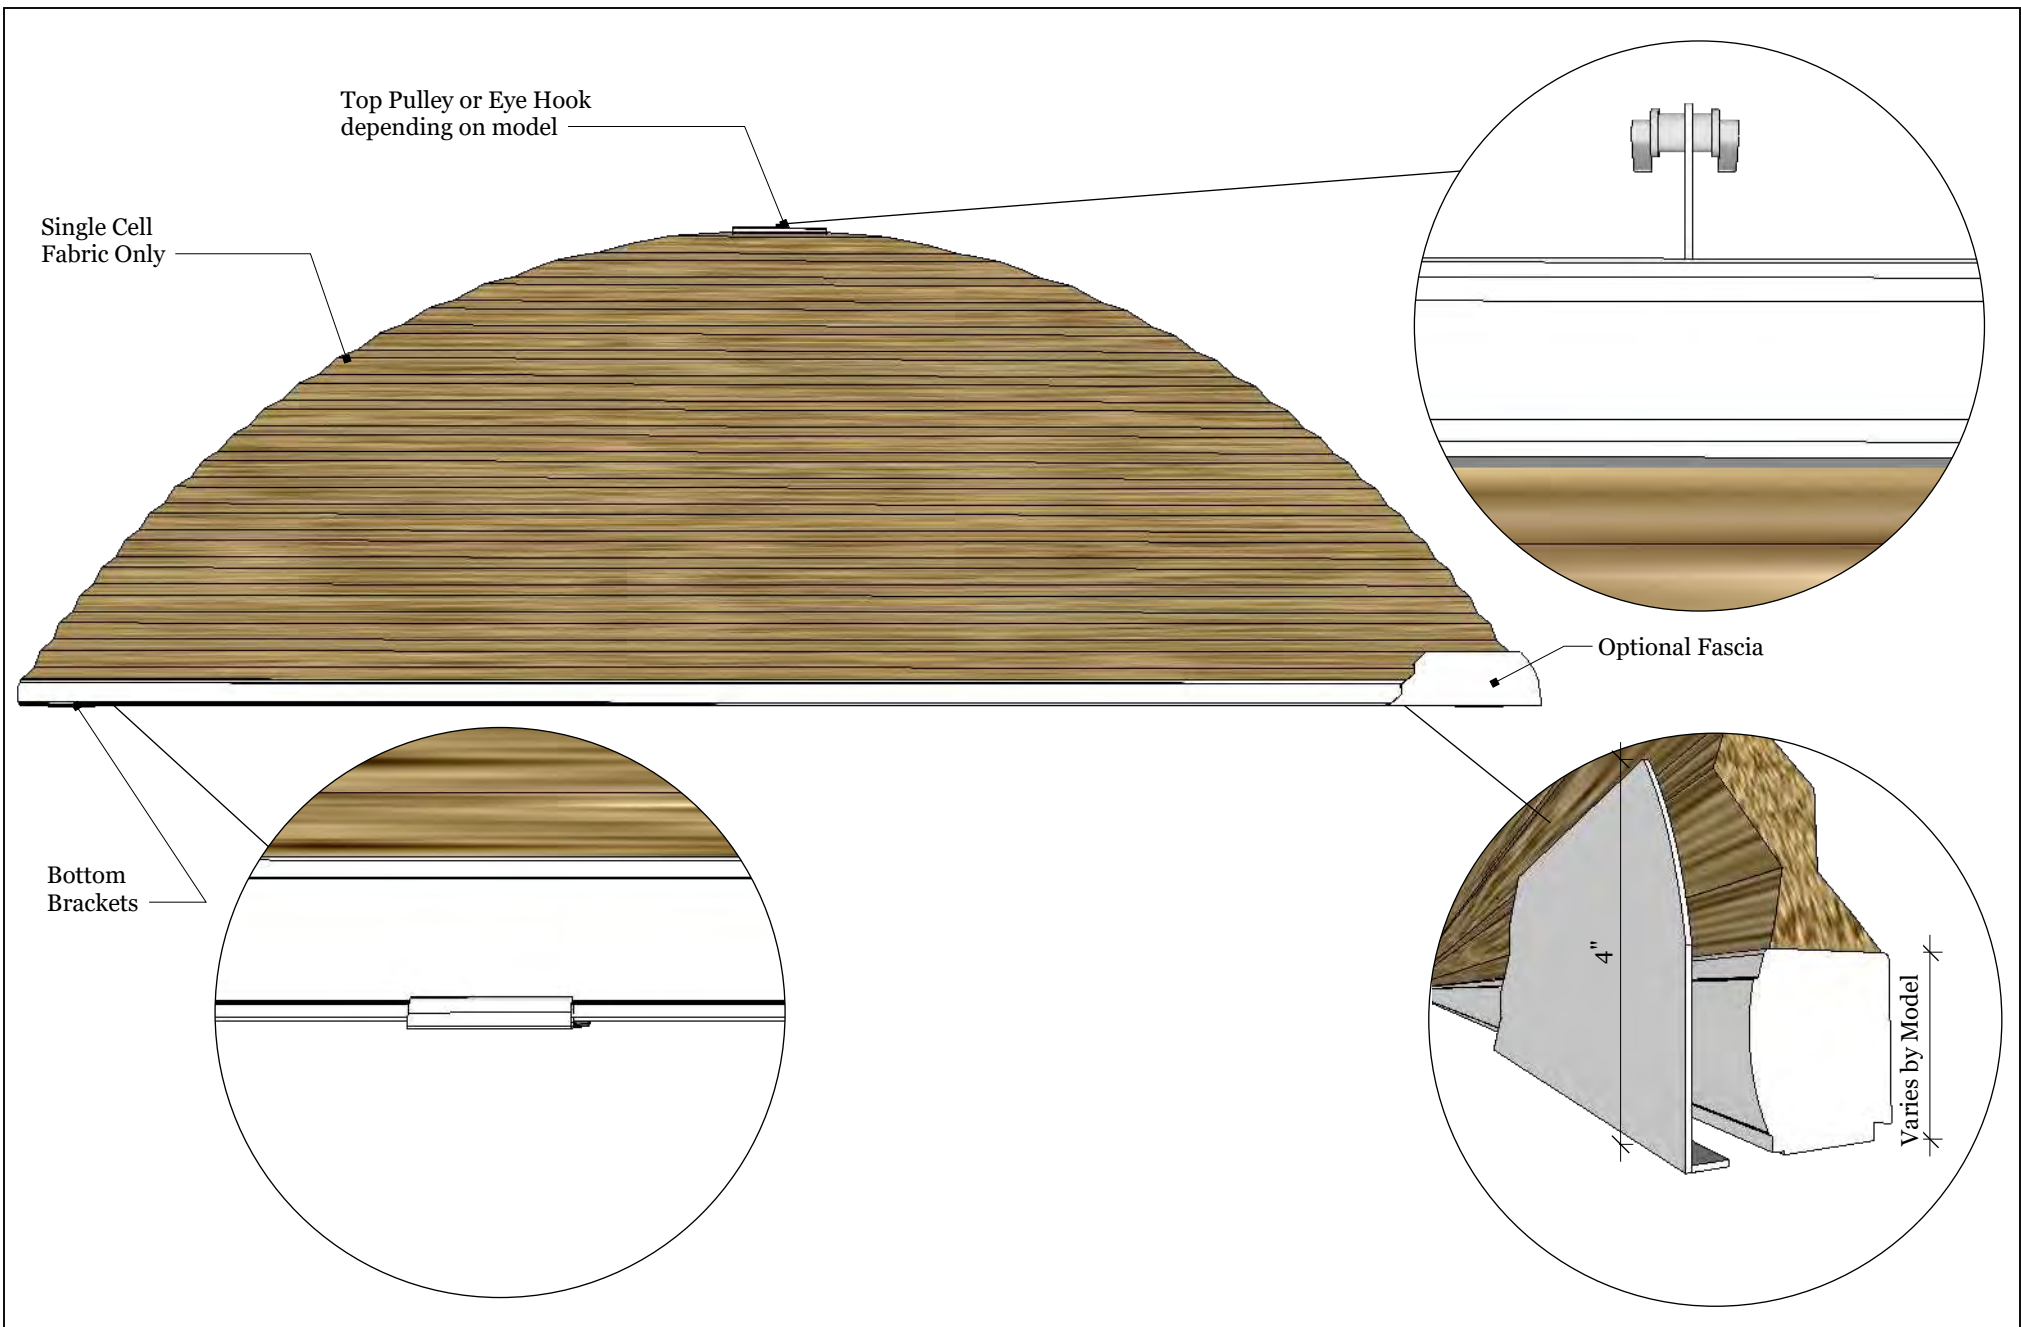 Top Pulley or Eye Hook
depending on model
Single Cell
Fabric Only
Optional Fascia
Bottom
Brackets
4"
Varies by Model